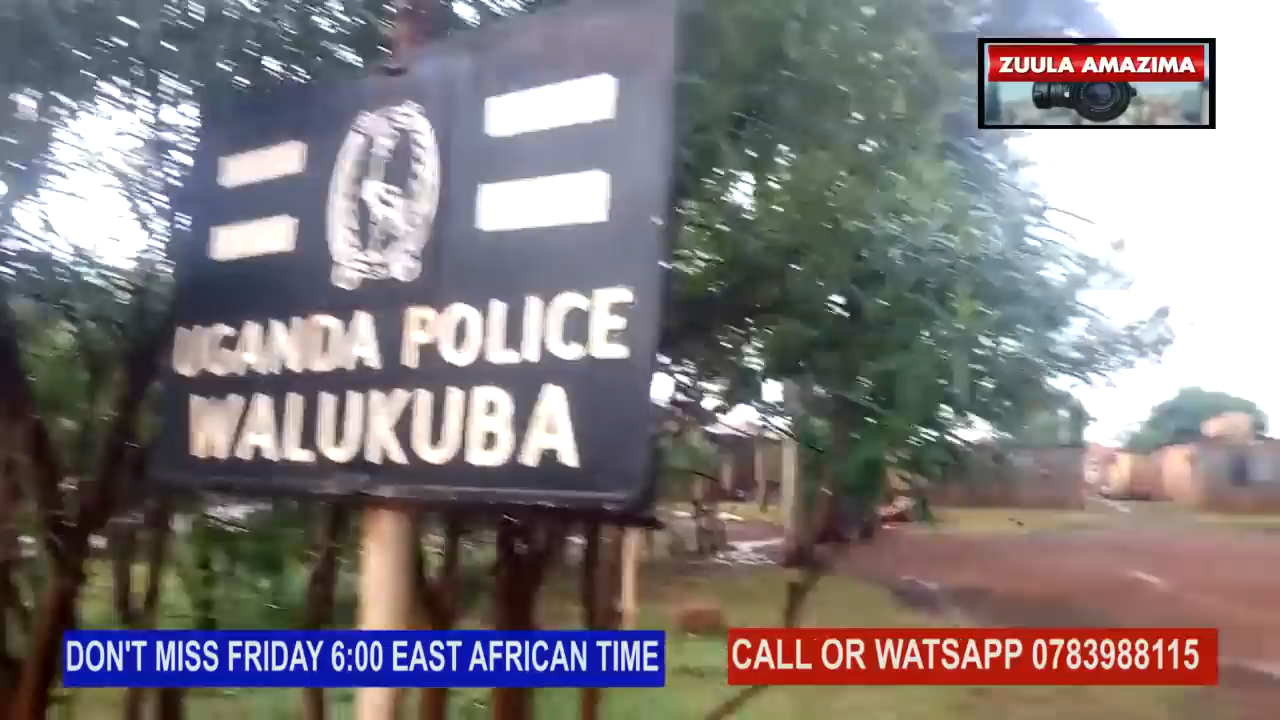 ZUULA AMAZIMA
UGANDA POLICE
WALUKUBA
DON'T MISS FRIDAY 6:00 EAST AFRICAN TIME
CALL OR WATSAPP 0783988115